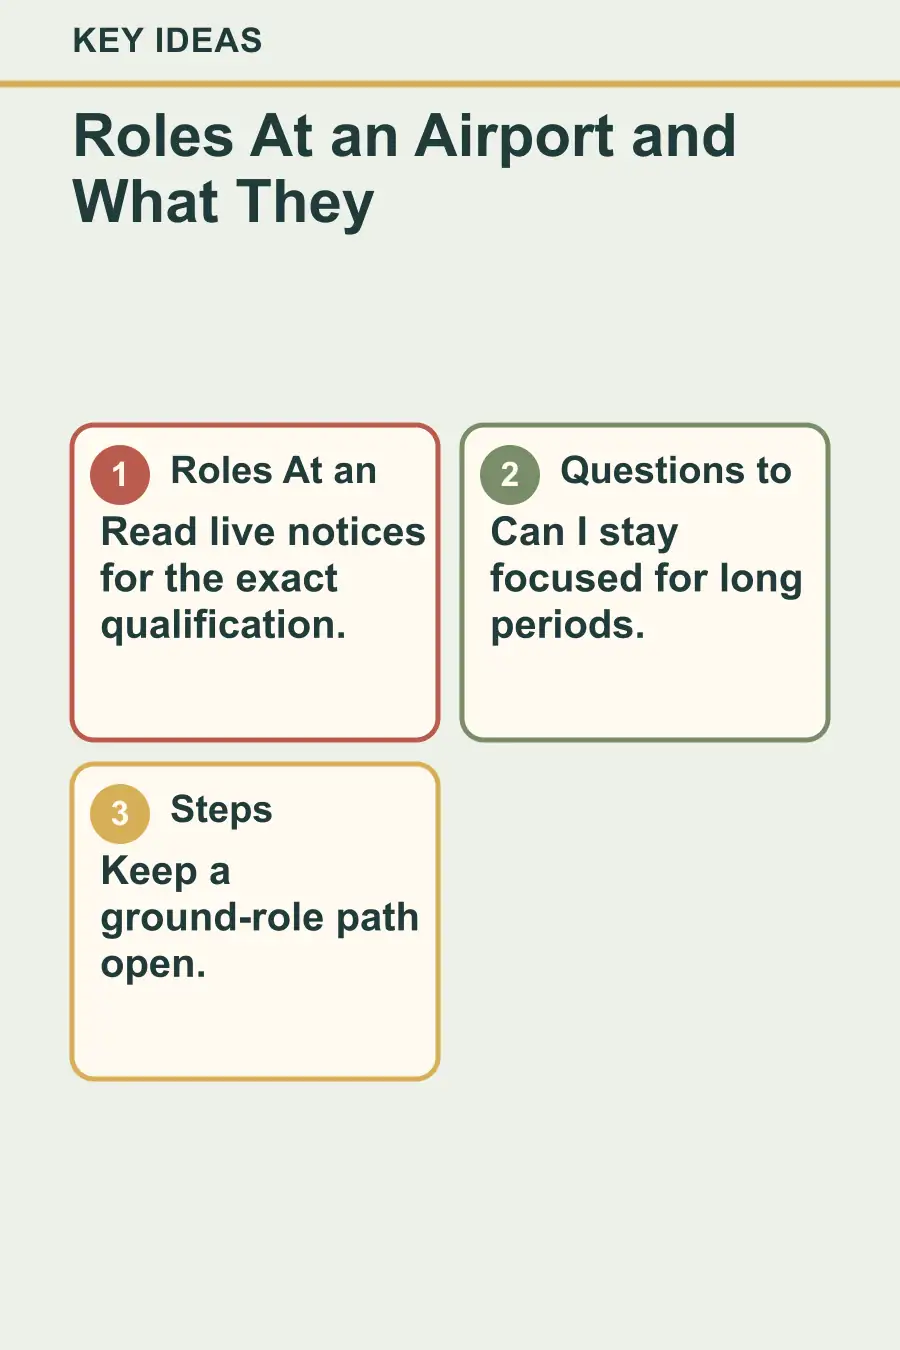 KEY IDEAS
Roles At an Airport and
What They
1 Roles At an
Read live notices
for the exact
qualification.
2 Questions to
Can I stay
focused for long
periods.
3 Steps
Keep a
ground-role path
open.